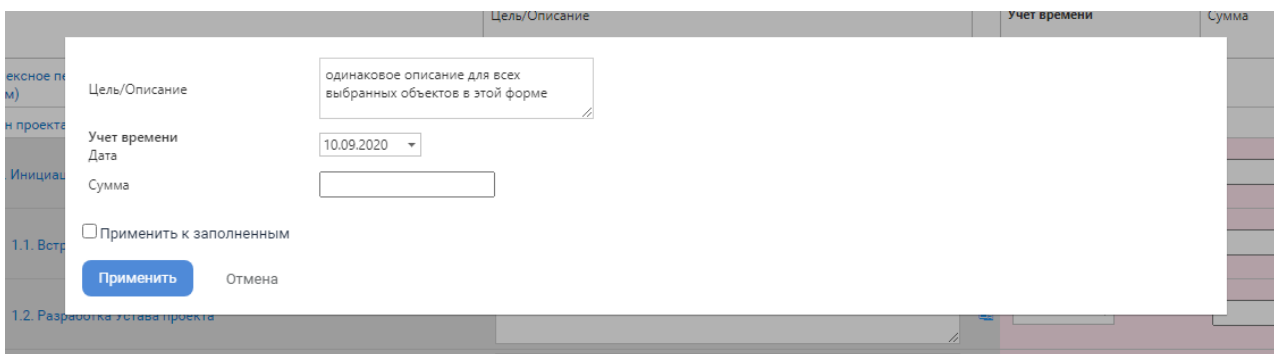 Цель/Описание
Учет времени
Сумма
ексное пе
м)
н проекта
Инициац
1.1. Встр
1.2. Разработка Устава проекта
Цель/Описание
одинаковое описание для всех
выбранных объектов в этой форме
Учет времени
Дата
10.09.2020
Сумма
Применить к заполненным
Применить
Отмена